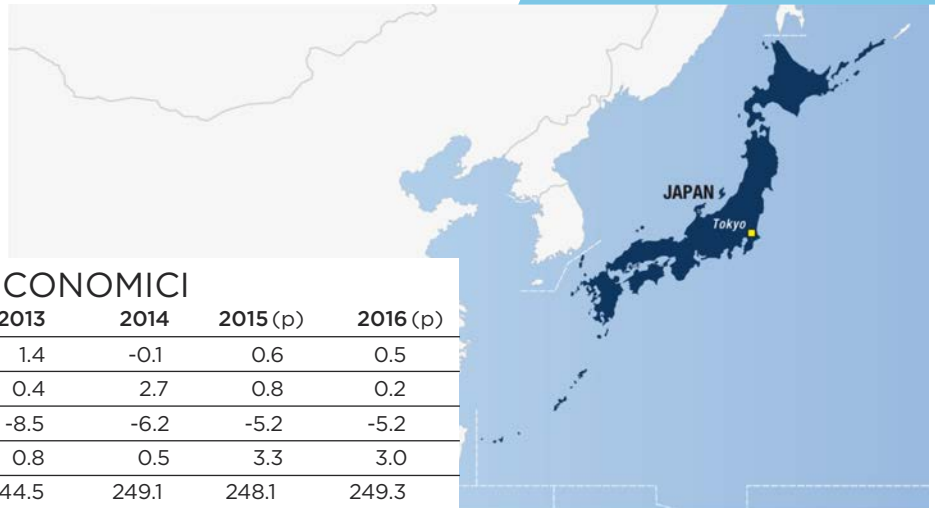 JAPAN
Tokyo
CONOMICI
2013 2014 2015 (p) 2016 (p)
1.4 -0.1 0.6 0.5
0.4 2.7 0.8 0.2
-8.5 -6.2 -5.2 -5.2
0.8 0.5 3.3 3.0
44.5 249.1 248.1 249.3